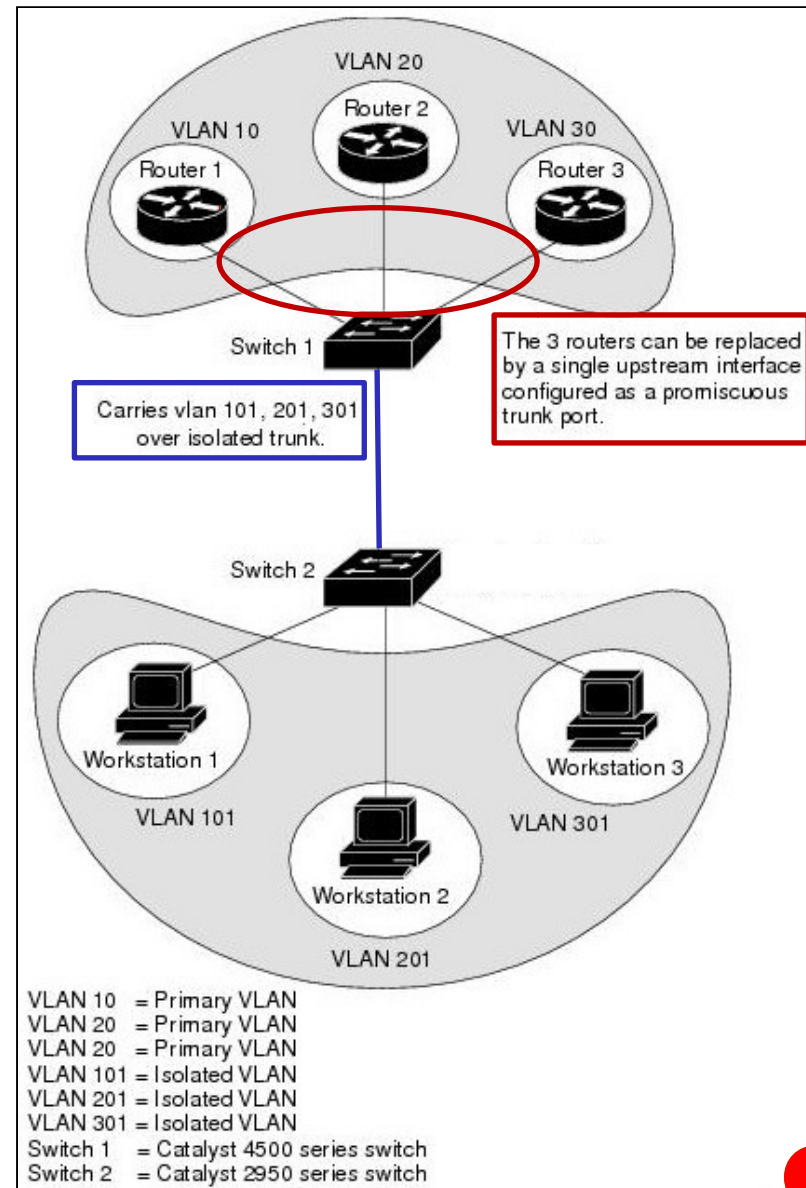 VLAN 20
Router 2
VLAN 10
VLAN 30
Router 1
Router 3
Switch 1
The 3 routers can be replaced
by a single upstream interface
configured as a promiscuous
trunk port.
Carries vlan 101, 201, 301
over isolated trunk.
Switch 2
Workstation 1
Workstation 3
VLAN 101
VLAN 301
Workstation 2
VLAN 201
VLAN 10 = Primary VLAN
VLAN 20 = Primary VLAN
VLAN 20 = Primary VLAN
VLAN 101 = Isolated VLAN
VLAN 201 = Isolated VLAN
VLAN 301 = Isolated VLAN
Switch 1 = Catalyst 4500 series switch
Switch 2 = Catalyst 2950 series switch